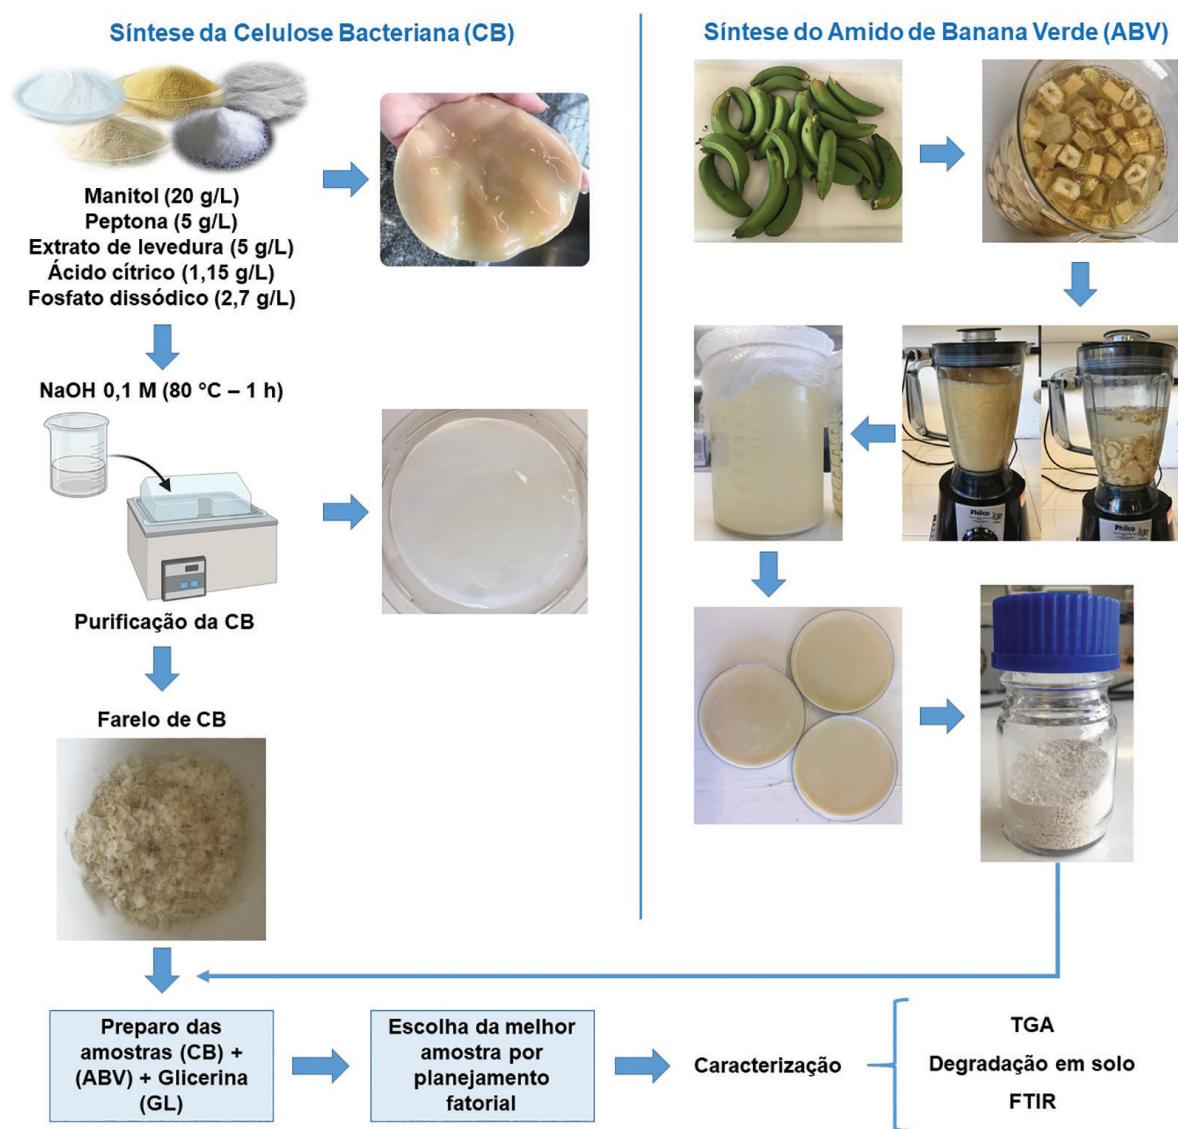 Síntese da Celulose Bacteriana (CB)
Manitol (20 g/L)
Peptona (5 g/L)
Extrato de levedura (5 g/L)
Ácido cítrico (1,15 g/L)
Fosfato dissódico (2,7 g/L)
NaOH 0,1 M (80 °C – 1 h)
Purificação da CB
Farelo de CB
Síntese do Amido de Banana Verde (ABV)
Philco
Philco
Preparo das
amostras (CB) +
(ABV) + Glicerina
(GL)
Escolha da melhor
amostra por
planejamento
fatorial
Caracterização
TGA
Degradação em solo
FTIR